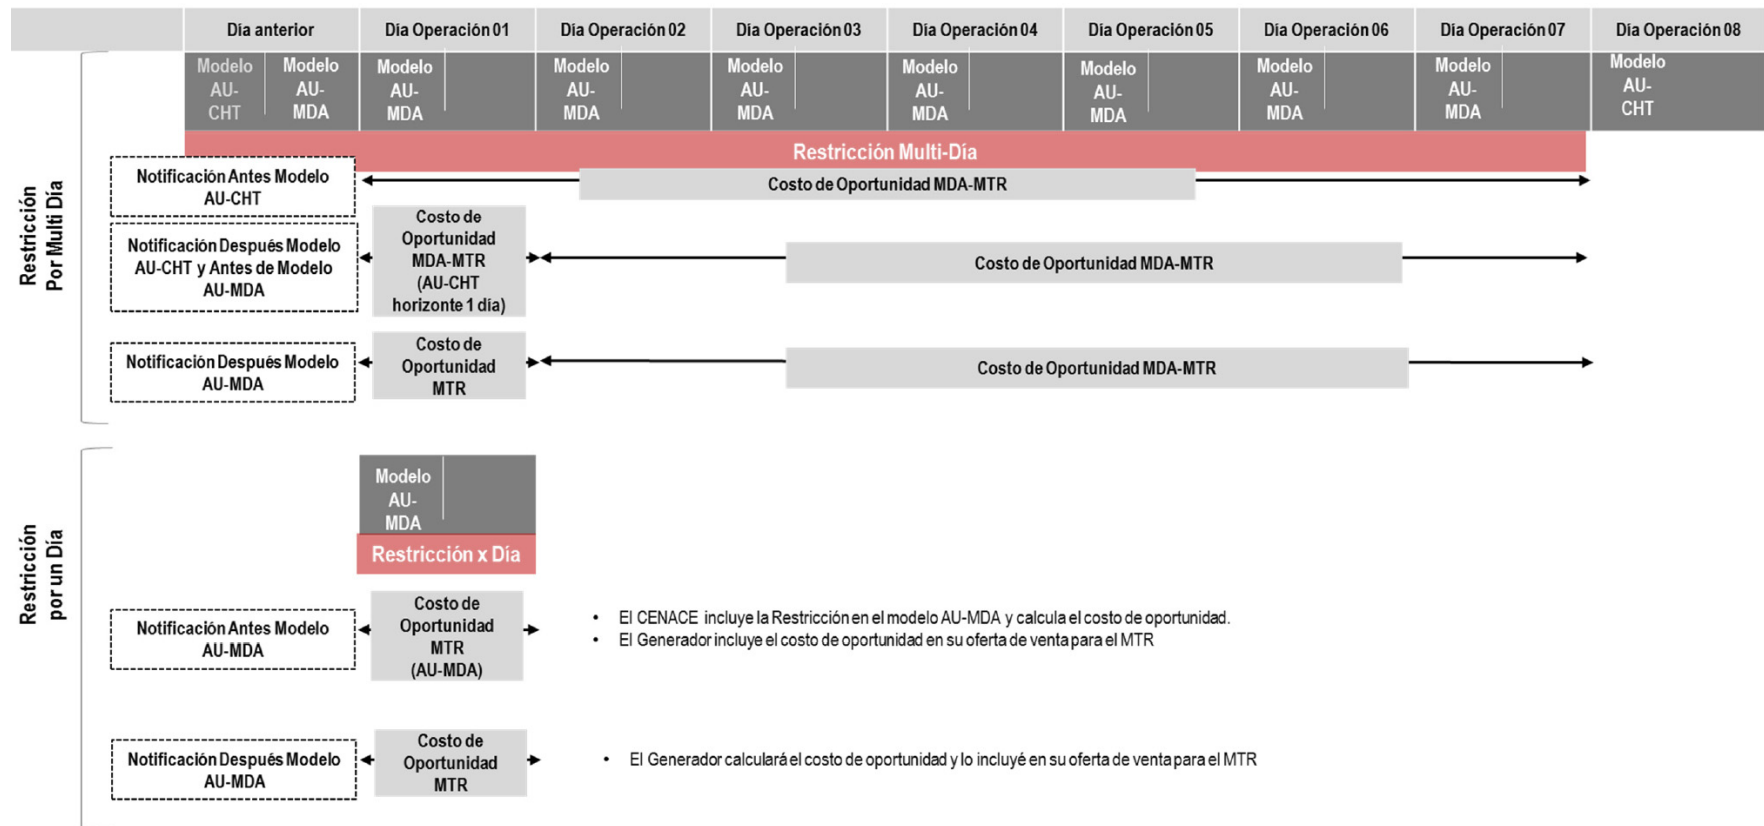 Día anterior
Día Operación 01
Día Operación 02
Día Operación 03
Día Operación 04
Día Operación 05
Día Operación 06
Día Operación 07
Día Operación 08
Modelo
AU-
CHT
Modelo
AU-
MDA
Modelo
AU-
MDA
Modelo
AU-
MDA
Modelo
AU-
MDA
Modelo
AU-
MDA
Modelo
AU-
MDA
Modelo
AU-
MDA
Modelo
AU-
MDA
Modelo
AU-
CHT
Restricción Multi-Día
Restricción
Por Multi Día
Notificación Antes Modelo
AU-CHT
Costo de Oportunidad MDA-MTR
Notificación Después Modelo
AU-CHT y Antes de Modelo
AU-MDA
Costo de
Oportunidad
MDA-MTR
(AU-CHT
horizonte 1 día)
Costo de Oportunidad MDA-MTR
Notificación Después Modelo
AU-MDA
Costo de
Oportunidad
MTR
Costo de Oportunidad MDA-MTR
Restricción
por un Día
Modelo
AU-
MDA
Restricción x Día
Notificación Antes Modelo
AU-MDA
Costo de
Oportunidad
MTR
(AU-MDA)
• El CENACE incluye la Restricción en el modelo AU-MDA y calcula el costo de oportunidad.
• El Generador incluye el costo de oportunidad en su oferta de venta para el MTR
Notificación Después Modelo
AU-MDA
Costo de
Oportunidad
MTR
• El Generador calculará el costo de oportunidad y lo incluyé en su oferta de venta para el MTR